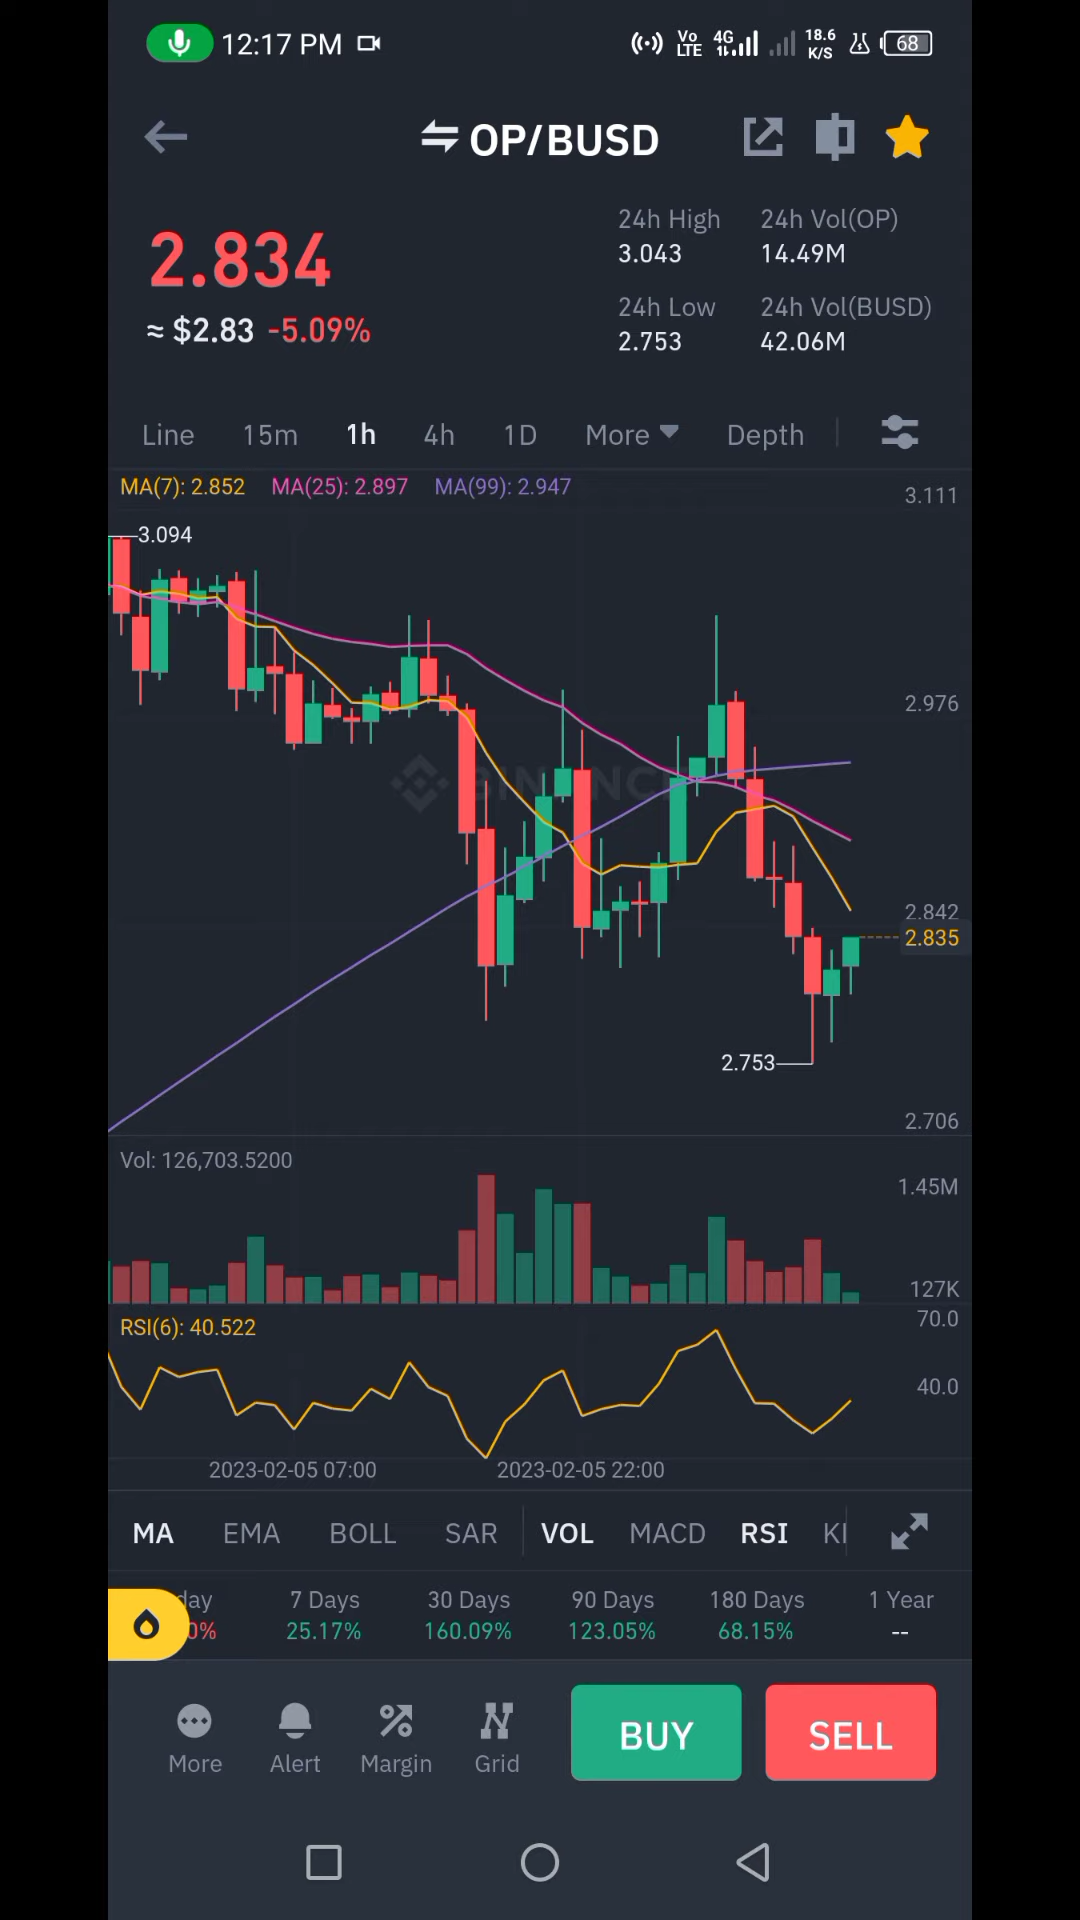 12:17 PM
Vo LTE 4G 18.6 K/S 68
OP/BUSD
2.834
≈ $2.83 -5.09%
24h High 24h Vol(OP)
3.043 14.49M
24h Low 24h Vol(BUSD)
2.753 42.06M
Line 15m 1h 4h 1D More Depth
MA(7): 2.852 MA(25): 2.897 MA(99): 2.947
3.111
3.094
2.976
BINANCE
2.842
2.835
2.753
2.706
Vol: 126,703.5200
1.45M
127K
RSI(6): 40.522
70.0
40.0
2023-02-05 07:00 2023-02-05 22:00
MA EMA BOLL SAR VOL MACD RSI
day 7 Days 30 Days 90 Days 180 Days 1 Year
0% 25.17% 160.09% 123.05% 68.15% --
More Alert Margin Grid BUY SELL